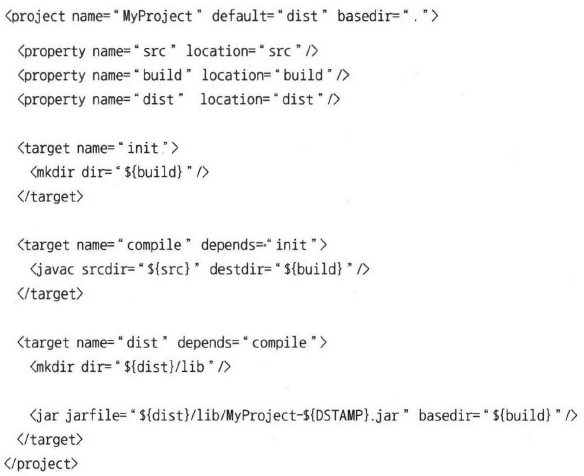 <project name="MyProject" default="dist" basedir=".">
<property name="src" location="src"/>
<property name="build" location="build"/>
<property name="dist" location="dist"/>
<target name="init">
<mkdir dir="${build}"/>
</target>
<target name="compile" depends="init">
<javac srcdir="${src}" destdir="${build}"/>
</target>
<target name="dist" depends="compile">
<mkdir dir="${dist}/lib"/>
<jar jarfile="${dist}/lib/MyProject-${DSTAMP}.jar" basedir="${build}"/>
</target>
</project>